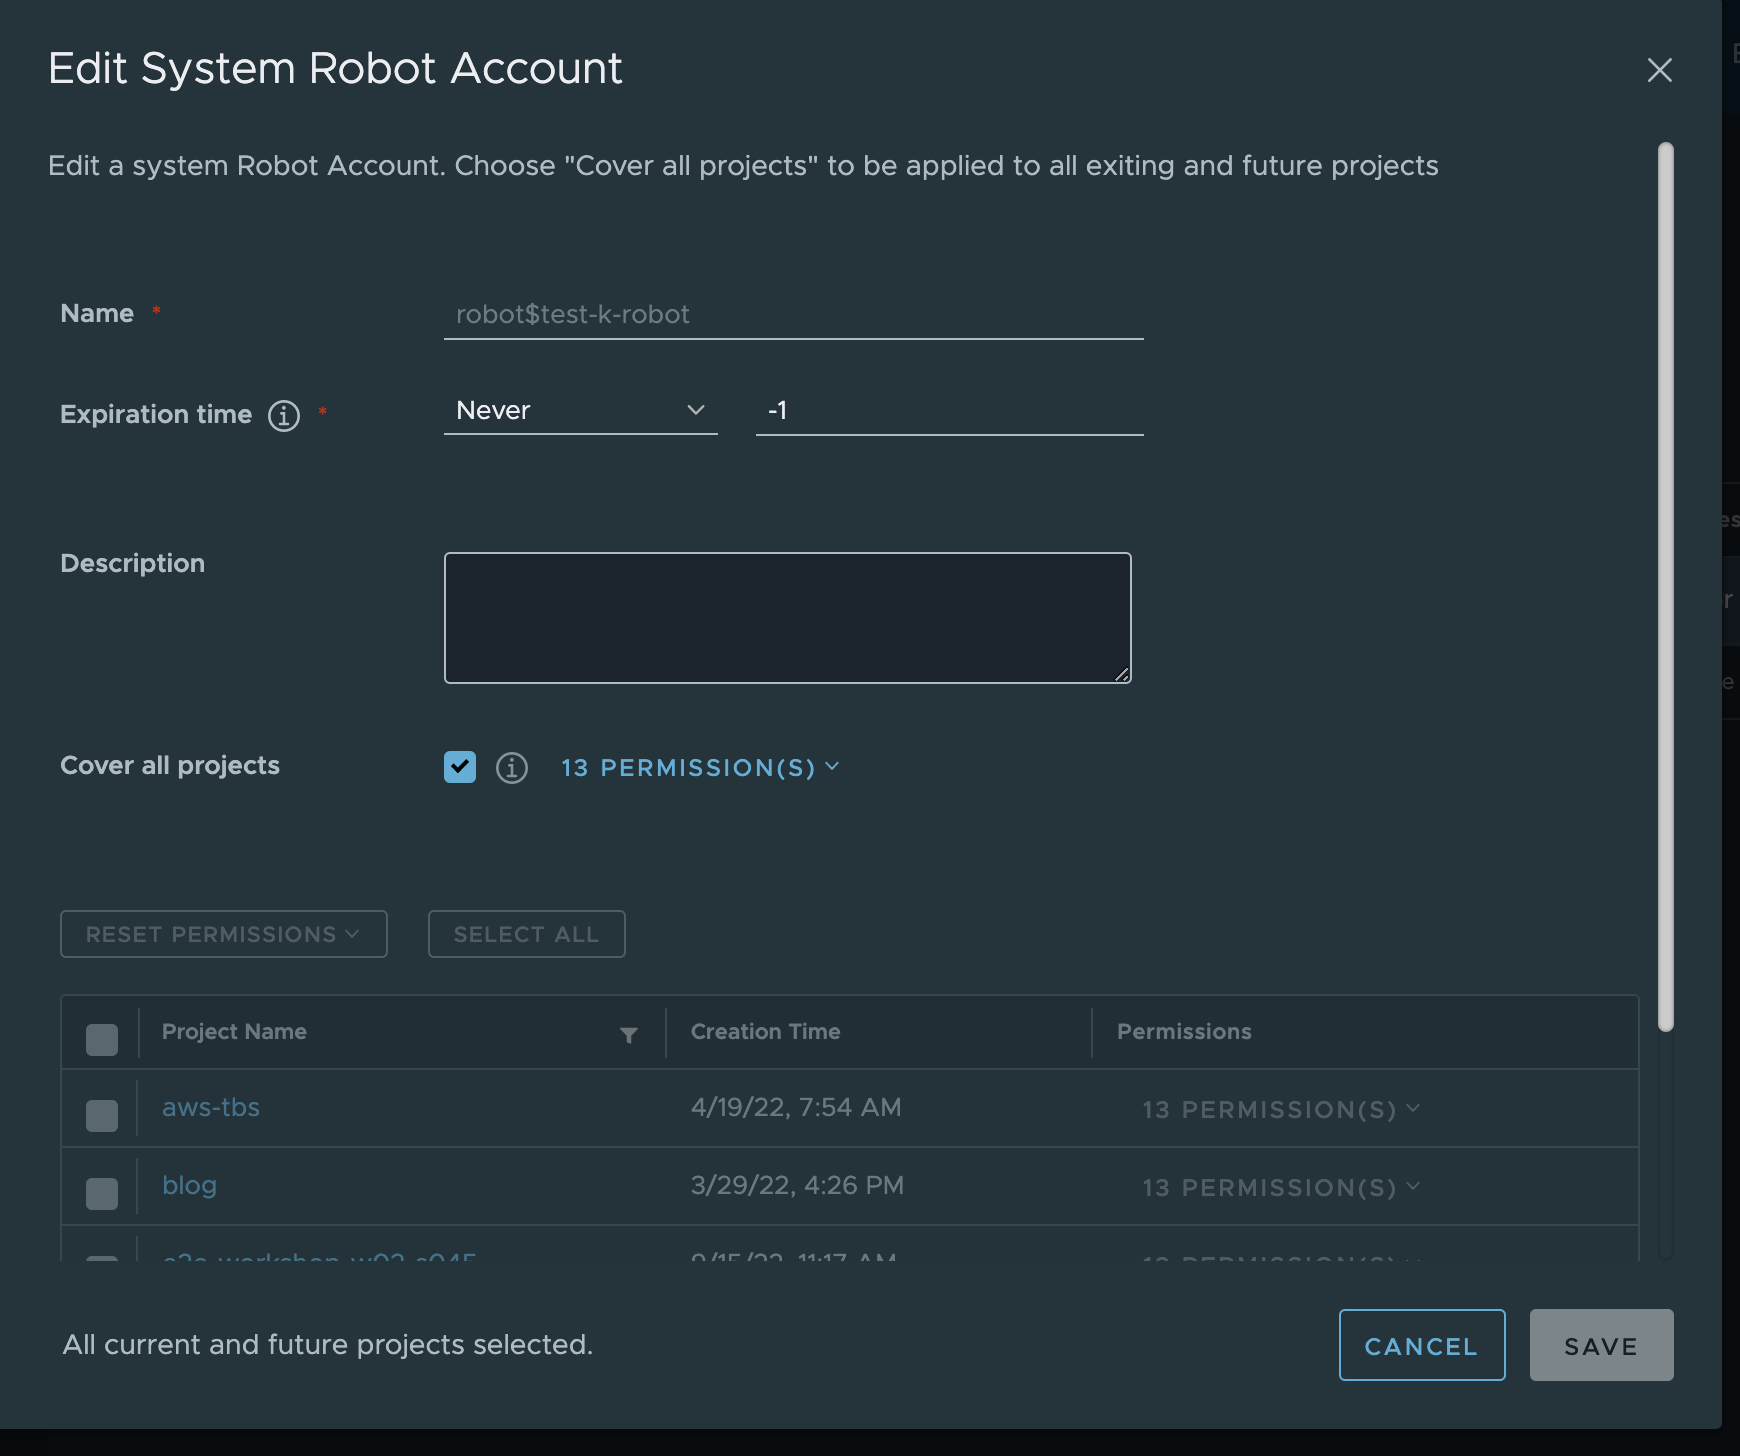 Edit System Robot Account
Edit a system Robot Account. Choose "Cover all projects" to be applied to all exiting and future projects
Name *
robot$test-k-robot
Expiration time *
Never
-1
Description
Cover all projects
13 PERMISSION(S)
RESET PERMISSIONS
SELECT ALL
Project Name Creation Time Permissions
aws-tbs 4/19/22, 7:54 AM 13 PERMISSION(S)
blog 3/29/22, 4:26 PM 13 PERMISSION(S)
All current and future projects selected.
CANCEL
SAVE